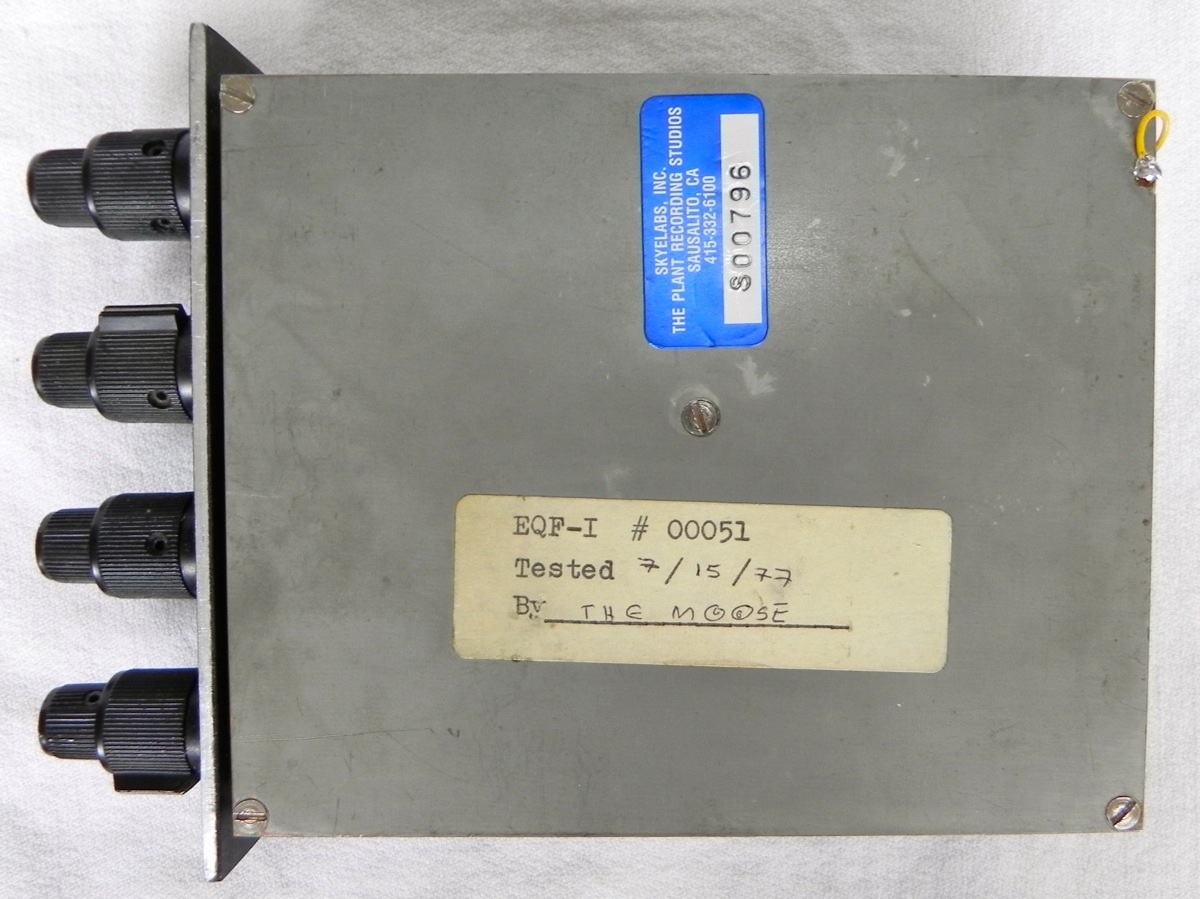 SKYELABS, INC.
THE PLANT RECORDING STUDIOS
SAUSALITO, CA
415-332-6100
S00796
EQF-I # 00051
Tested 7/15/77
By THE MOOSE